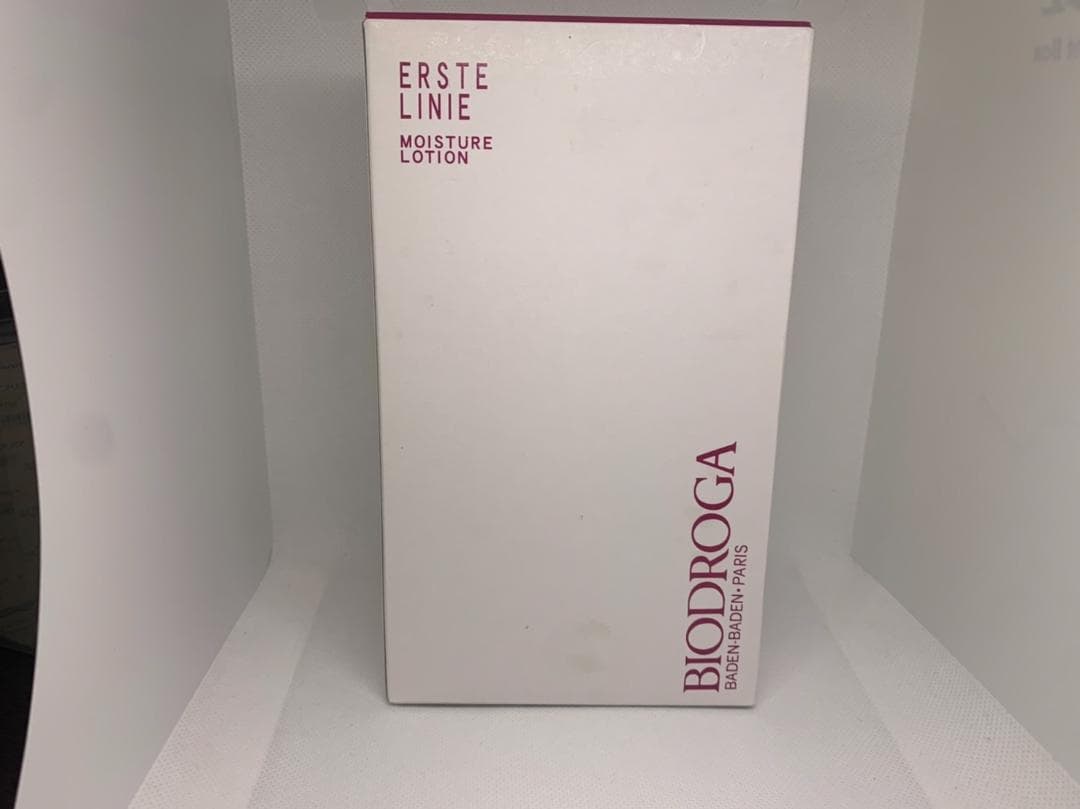 ERSTE
LINIE
MOISTURE
LOTION
BIODROGA
BADEN-BADEN•PARIS